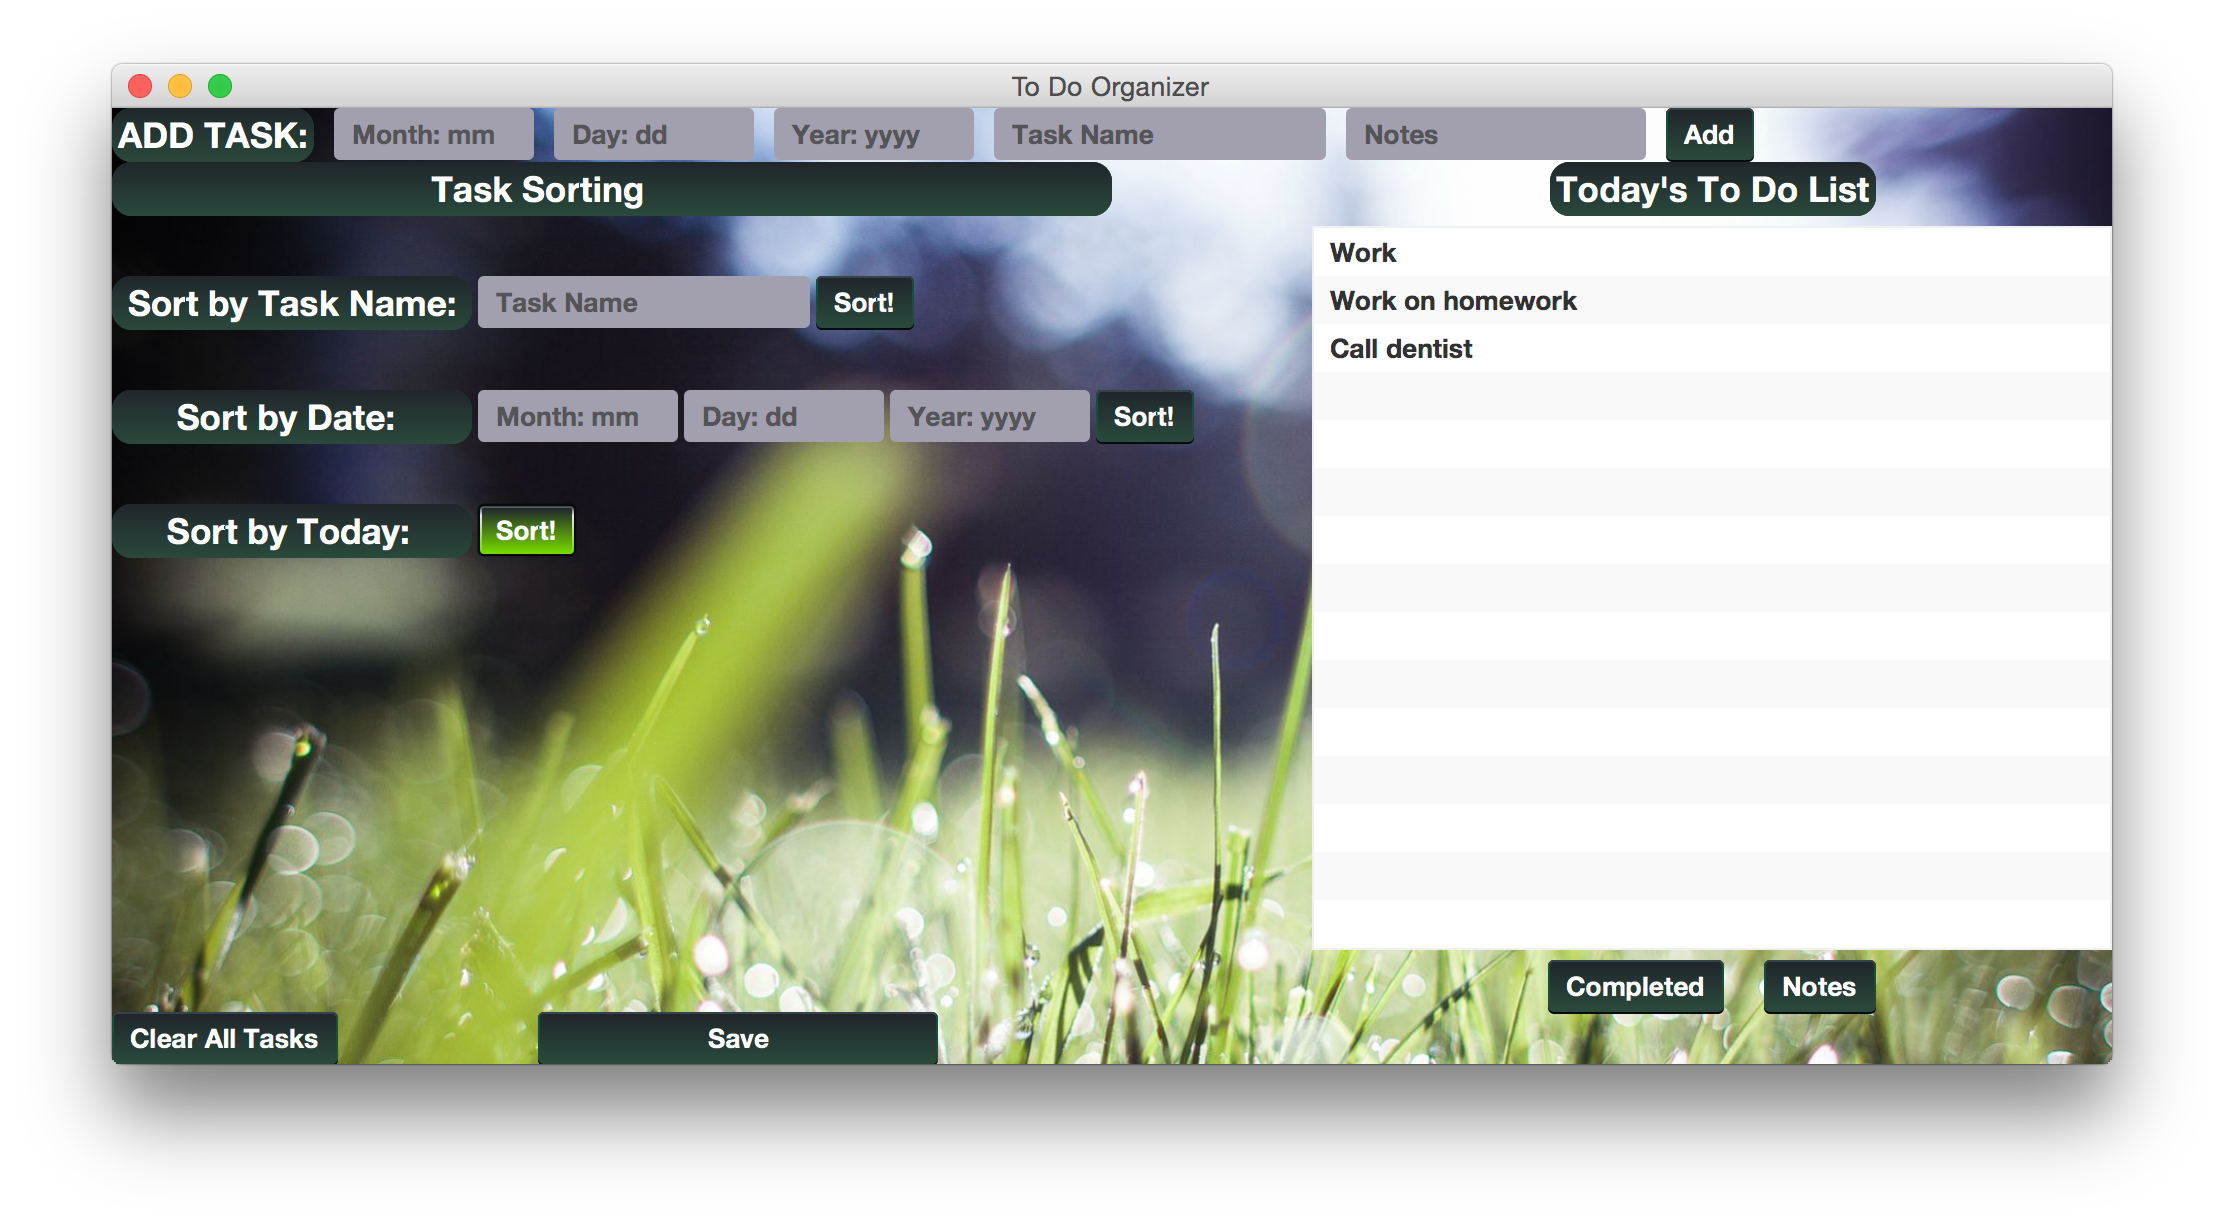 To Do Organizer
ADD TASK: Month: mm Day: dd Year: yyyy Task Name Notes Add
Task Sorting
Today's To Do List
Sort by Task Name: Task Name Sort!
Sort by Date: Month: mm Day: dd Year: yyyy Sort!
Sort by Today: Sort!
Work
Work on homework
Call dentist
Completed Notes
Clear All Tasks Save